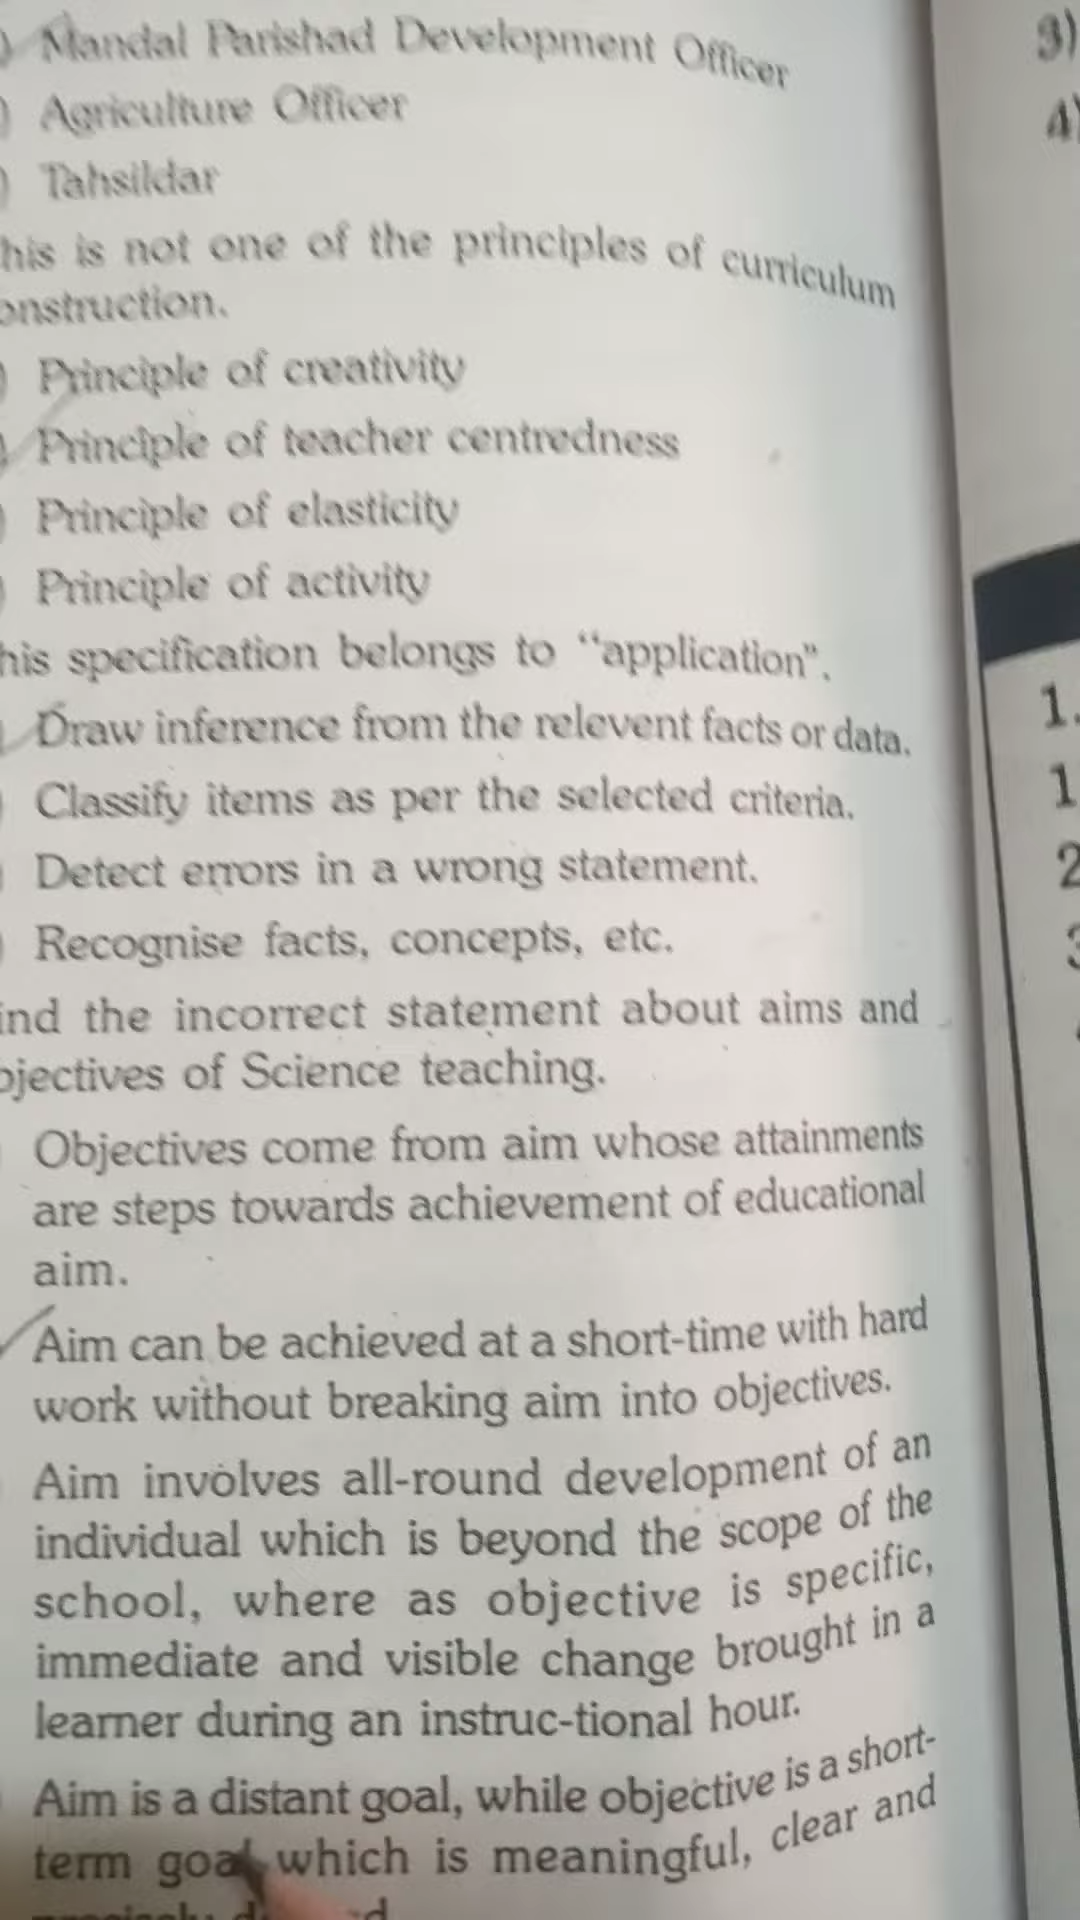 ) Mandal Parishad Development Officer
) Agriculture Officer
) Tahsildar
his is not one of the principles of curriculum
onstruction.
) Principle of creativity
) Principle of teacher centredness
) Principle of elasticity
) Principle of activity
his specification belongs to “application”.
Draw inference from the relevent facts or data.
) Classify items as per the selected criteria.
) Detect errors in a wrong statement.
) Recognise facts, concepts, etc.
ind the incorrect statement about aims and
ojectives of Science teaching.
Objectives come from aim whose attainments
are steps towards achievement of educational
aim.
Aim can be achieved at a short-time with hard
work without breaking aim into objectives.
Aim involves all-round development of an
individual which is beyond the scope of the
school, where as objective is specific,
immediate and visible change brought in a
learner during an instruc-tional hour.
Aim is a distant goal, while objective is a short-
term goal which is meaningful, clear and
3)
4)
1.
1
2
3